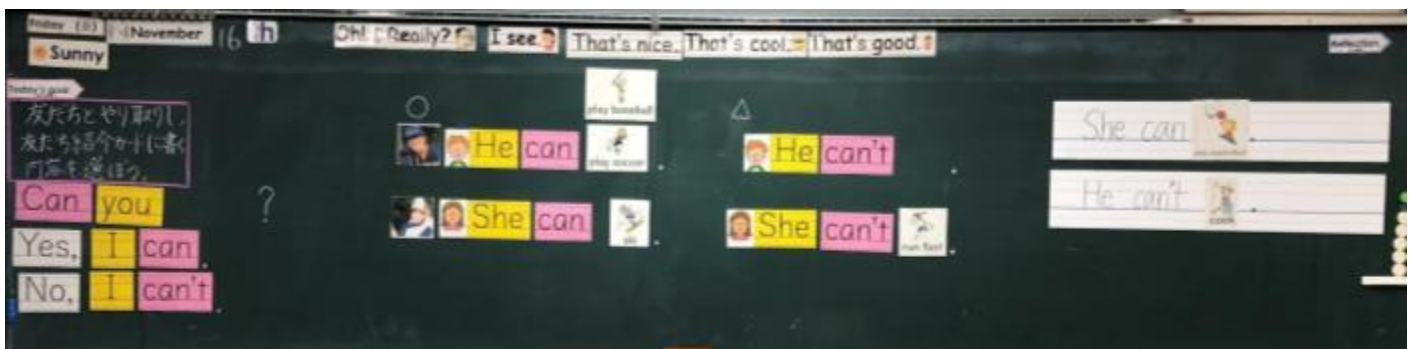 Friday
November 16 th
Sunny
Oh! Really?
I see.
That's nice.
That's cool.
That's good.
Reflection
Today's goal
友だちとやり取りし、
友だち紹介カードに書く
内容を選ぼう。
Can you ?
Yes, I can.
No, I can't.
○
play baseball
He can play soccer.
She can ski.
△
He can't .
She can't run fast.
She can .
He can't cook.